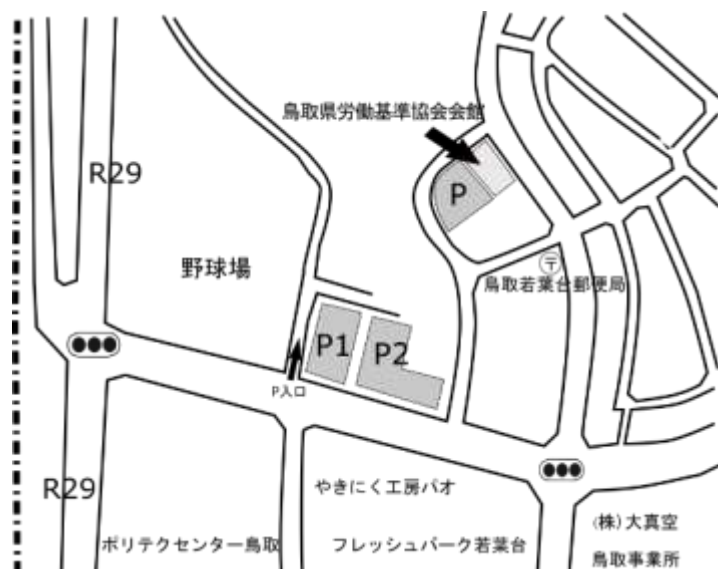 鳥取県労働基準協会会館
R29
P
野球場
〒
鳥取若葉台郵便局
P1
P2
P入口
R29
やきにく工房パオ
ポリテクセンター鳥取
フレッシュパーク若葉台
(株)大真空
鳥取事業所